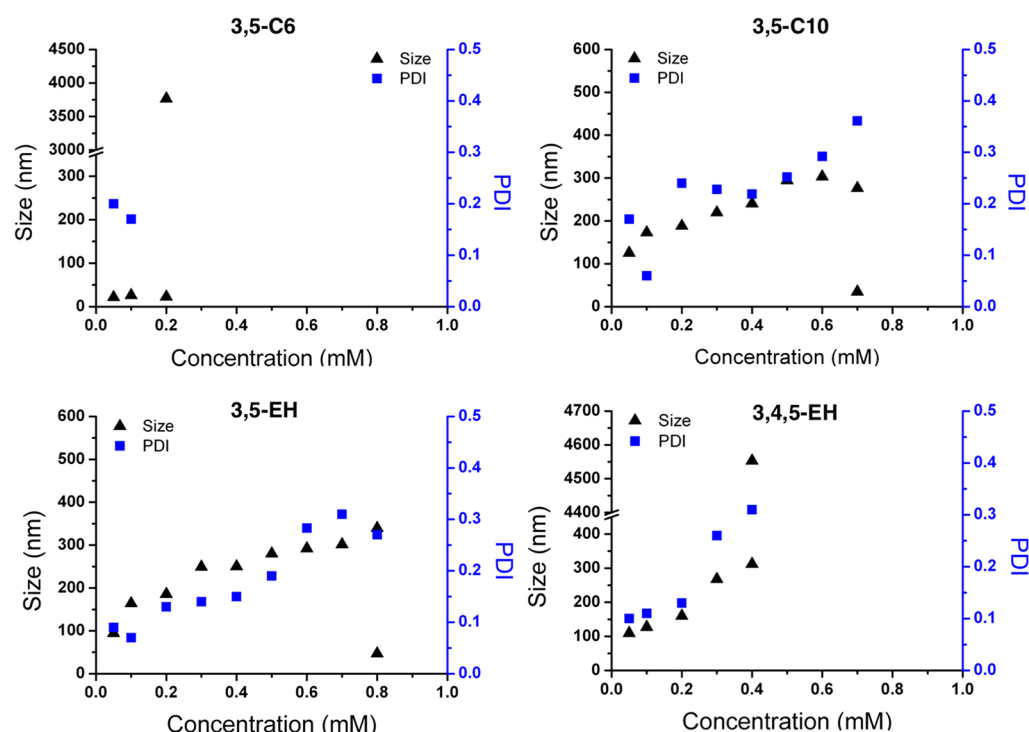 3,5-C6
4500
4000
3500
3000
300
200
100
0
Size (nm)
Size
PDI
0.5
0.4
0.3
0.2
0.1
0.0
PDI
0.0 0.2 0.4 0.6 0.8 1.0
Concentration (mM)
3,5-C10
600
500
400
300
200
100
0
Size (nm)
Size
PDI
0.5
0.4
0.3
0.2
0.1
0.0
PDI
0.0 0.2 0.4 0.6 0.8 1.0
Concentration (mM)
3,5-EH
600
500
400
300
200
100
0
Size (nm)
Size
PDI
0.5
0.4
0.3
0.2
0.1
0.0
PDI
0.0 0.2 0.4 0.6 0.8 1.0
Concentration (mM)
3,4,5-EH
4700
4600
4500
4400
400
300
200
100
0
Size (nm)
Size
PDI
0.5
0.4
0.3
0.2
0.1
0.0
PDI
0.0 0.2 0.4 0.6 0.8 1.0
Concentration (mM)